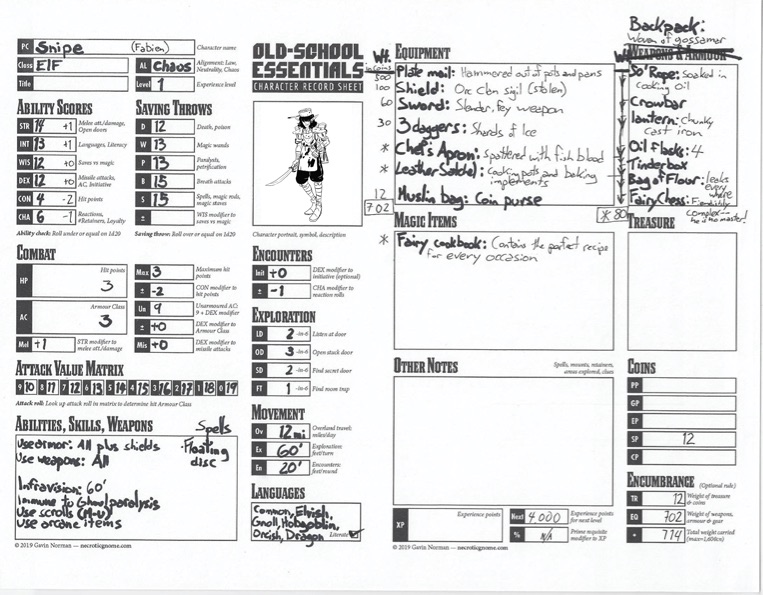 PC Snipe (Fabien) Character name
Class Elf AL Chaos Alignment: Law, Neutrality, Chaos
Title Level 1 Experience level
OLD-SCHOOL
ESSENTIALS
CHARACTER RECORD SHEET
ABILITY SCORES
STR 14 +1 Melee att/damage, Open doors
INT 13 +1 Languages, Literacy
WIS 12 +0 Saves vs magic
DEX 12 +0 Missile attacks, AC, Initiative
CON 4 -2 Hit points
CHA 6 -1 Reactions, #Retainers, Loyalty
Ability check: Roll under or equal on 1d20
SAVING THROWS
D 12 Death, poison
W 13 Magic wands
P 13 Paralysis, petrification
B 15 Breath attacks
S 15 Spells, magic rods, magic staves
± WIS modifier to saves vs magic
Saving throw: Roll over or equal on 1d20
Character portrait, symbol, description
COMBAT
HP Hit points
3
AC Armour Class
3
Mel +1 STR modifier to melee att/damage
Max 3 Maximum hit points
± -2 CON modifier to hit points
Un 9 Unarmoured AC: 9 + DEX modifier
± +0 DEX modifier to Armour Class
Mis +0 DEX modifier to missile attacks
ENCOUNTERS
Init +0 DEX modifier to initiative (optional)
± -1 CHA modifier to reaction rolls
EXPLORATION
LD 2 -in-6 Listen at door
OD 3 -in-6 Open stuck door
SD 2 -in-6 Find secret door
FT 1 -in-6 Find room trap
ATTACK VALUE MATRIX
9 10 8 11 7 12 6 13 5 14 4 15 3 16 2 17 1 18 0 19
Attack roll: Look up attack roll in matrix to determine hit Armour Class
MOVEMENT
Ov 12 mi Overland travel: miles/day
Ex 60' Exploration: feet/turn
En 20' Encounters: feet/round
ABILITIES, SKILLS, WEAPONS Spells
Use armor: All plus shields
Use weapons: All
Floating
disc
Infravision: 60'
Immune to Ghoul paralysis
Use scrolls (M-U)
Use arcane items
LANGUAGES
Common, Elvish,
Gnoll, Hobgoblin,
Orcish, Dragon
Literate
© 2019 Gavin Norman — necroticgnome.com
Wt.
in coins
EQUIPMENT
500 Plate mail: Hammered out of pots and pans
100 Shield: Orc clan sigil (stolen)
60 Sword: Slender, fey weapon
30 3 daggers: Shards of Ice
* Chef's Apron: spattered with fish blood
* Leather Satchel: Cooking pots and baking
implements
12 Muslin bag: Coin purse
702
* 80
Backpack:
Woven of gossamer
WEAPONS & ARMOUR
50' Rope: Soaked in
cooking oil
Crowbar
lantern: chunky
cast iron
Oil flasks: 4
Tinderbox
Bag of Flour: leaks
every
where
Fairy Chess: Fiendishly
complex--
he is no master!
MAGIC ITEMS
* Fairy cookbook: Contains the perfect recipe
for every occasion
TREASURE
OTHER NOTES
Spells, mounts, retainers, areas explored, clues
COINS
PP
GP
EP
SP 12
CP
ENCUMBRANCE (Optional rule)
TR 12 Weight of treasure & coins
EQ 702 Weight of weapons, armour & gear
714 Total weight carried (max=1,600cn)
XP Experience points
Next 4000 Experience points for next level
% N/A Prime requisite modifier to XP
© 2019 Gavin Norman — necroticgnome.com